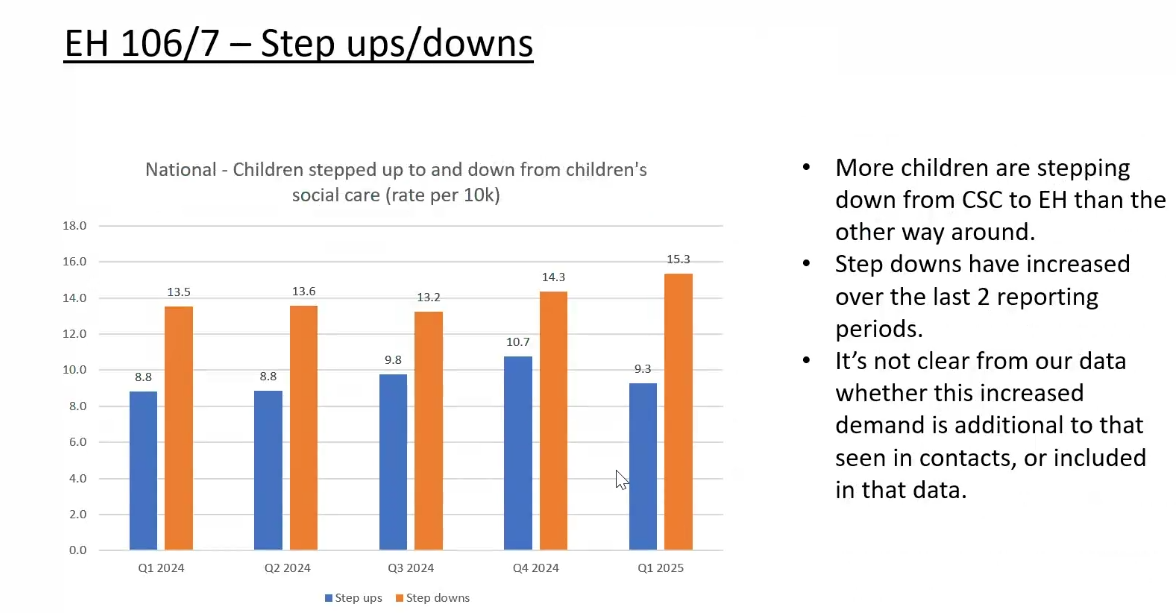 EH 106/7 – Step ups/downs
National - Children stepped up to and down from children's
social care (rate per 10k)
18.0
16.0
14.0
12.0
10.0
8.0
6.0
4.0
2.0
0.0
8.8
13.5
8.8
13.6
9.8
13.2
10.7
14.3
9.3
15.3
Q1 2024
Q2 2024
Q3 2024
Q4 2024
Q1 2025
Step ups
Step downs
• More children are stepping
down from CSC to EH than the
other way around.
• Step downs have increased
over the last 2 reporting
periods.
• It’s not clear from our data
whether this increased
demand is additional to that
seen in contacts, or included
in that data.